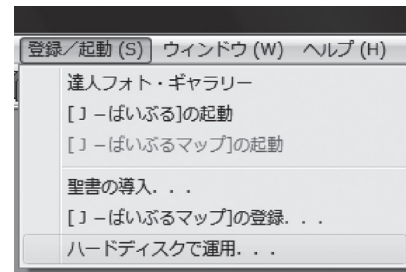 登録／起動 (S) ウィンドウ (W) ヘルプ (H)
達人フォト・ギャラリー
[Ｊ－ばいぶる]の起動
[Ｊ－ばいぶるマップ]の起動
聖書の導入．．．
[Ｊ－ばいぶるマップ]の登録．．．
ハードディスクで運用．．．